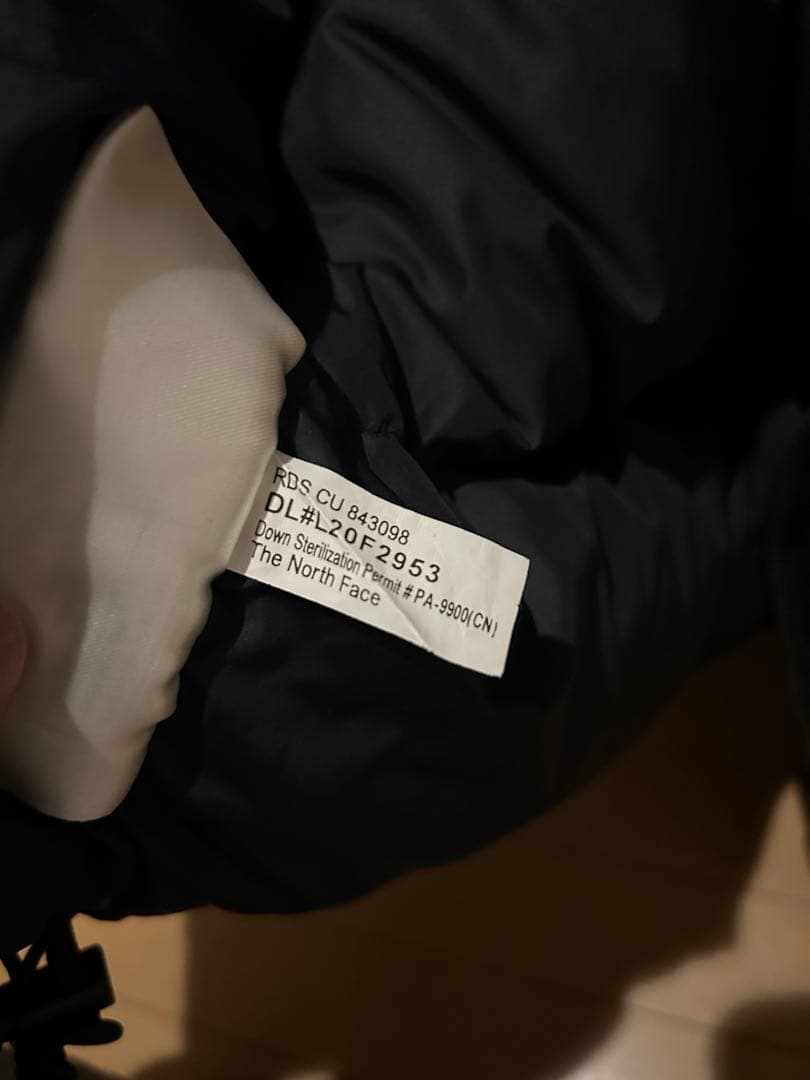 RDS CU 843098
DL#L20F2953
Down Sterilization Permit # PA-9900(CN)
The North Face